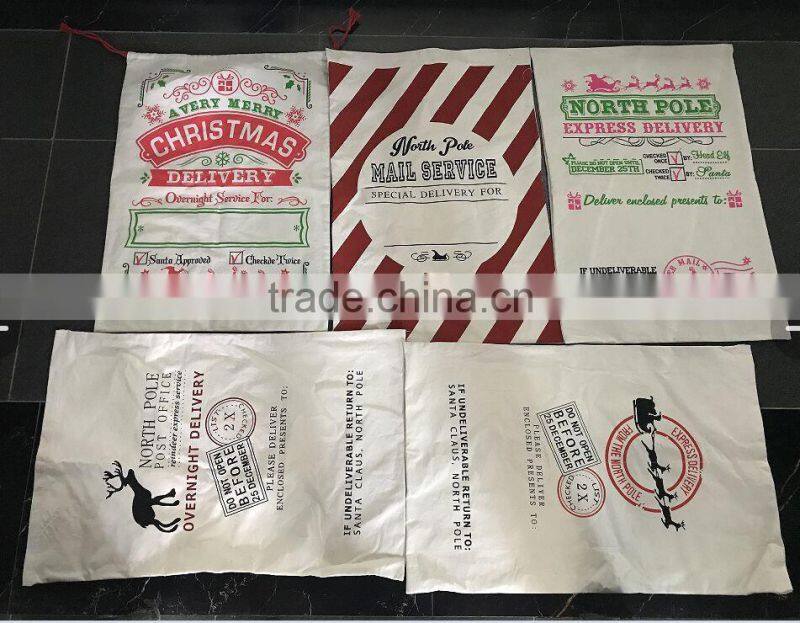 A VERY MERRY
CHRISTMAS
DELIVERY
Overnight Service For:
Santa Approved
Checkde Twice
North Pole
MAIL SERVICE
SPECIAL DELIVERY FOR
NORTH POLE
EXPRESS DELIVERY
PLEASE DO NOT OPEN UNTIL
DECEMBER 25TH
CHECKED ONCE
BY: Head Elf
CHECKED TWICE
BY: Santa
Deliver enclosed presents to:
IF UNDELIVERABLE
MAIL
trade.china.cn
NORTH POLE
POST OFFICE
reindeer express service
OVERNIGHT DELIVERY
DO NOT OPEN
BEFORE
25 DECEMBER
LIST
2X
CHECKED
PLEASE DELIVER
ENCLOSED PRESENTS TO:
IF UNDELIVERABLE RETURN TO:
SANTA CLAUS, NORTH POLE
EXPRESS DELIVERY
FROM THE NORTH POLE
DO NOT OPEN
BEFORE
25 DECEMBER
LIST
2X
CHECKED
PLEASE DELIVER
ENCLOSED PRESENTS TO:
IF UNDELIVERABLE RETURN TO:
SANTA CLAUS, NORTH POLE